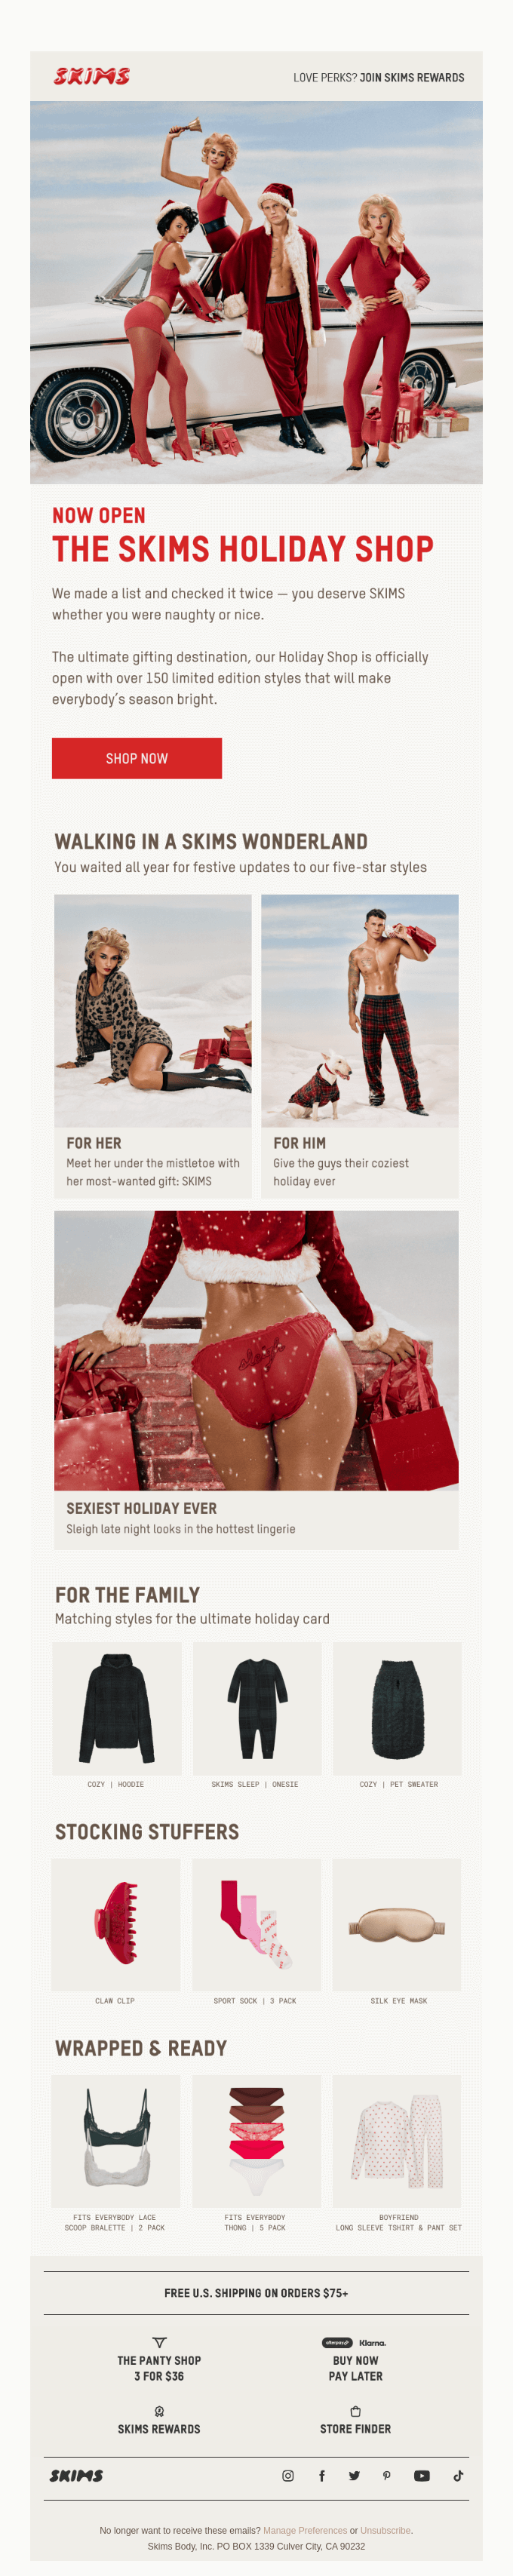 SKIMS
LOVE PERKS? JOIN SKIMS REWARDS
NOW OPEN
THE SKIMS HOLIDAY SHOP
We made a list and checked it twice — you deserve SKIMS
whether you were naughty or nice.
The ultimate gifting destination, our Holiday Shop is officially
open with over 150 limited edition styles that will make
everybody's season bright.
SHOP NOW
WALKING IN A SKIMS WONDERLAND
You waited all year for festive updates to our five-star styles
FOR HER
Meet her under the mistletoe with
her most-wanted gift: SKIMS
FOR HIM
Give the guys their coziest
holiday ever
sleigh
SEXIEST HOLIDAY EVER
Sleigh late night looks in the hottest lingerie
FOR THE FAMILY
Matching styles for the ultimate holiday card
COZY | HOODIE
SKIMS SLEEP | ONESIE
COZY | PET SWEATER
STOCKING STUFFERS
CLAW CLIP
SPORT SOCK | 3 PACK
SILK EYE MASK
WRAPPED & READY
FITS EVERYBODY LACE
SCOOP BRALETTE | 2 PACK
FITS EVERYBODY
THONG | 5 PACK
BOYFRIEND
LONG SLEEVE TSHIRT & PANT SET
FREE U.S. SHIPPING ON ORDERS $75+
THE PANTY SHOP
3 FOR $36
afterpay Klarna.
BUY NOW
PAY LATER
SKIMS REWARDS
STORE FINDER
SKIMS
No longer want to receive these emails? Manage Preferences or Unsubscribe.
Skims Body, Inc. PO BOX 1339 Culver City, CA 90232